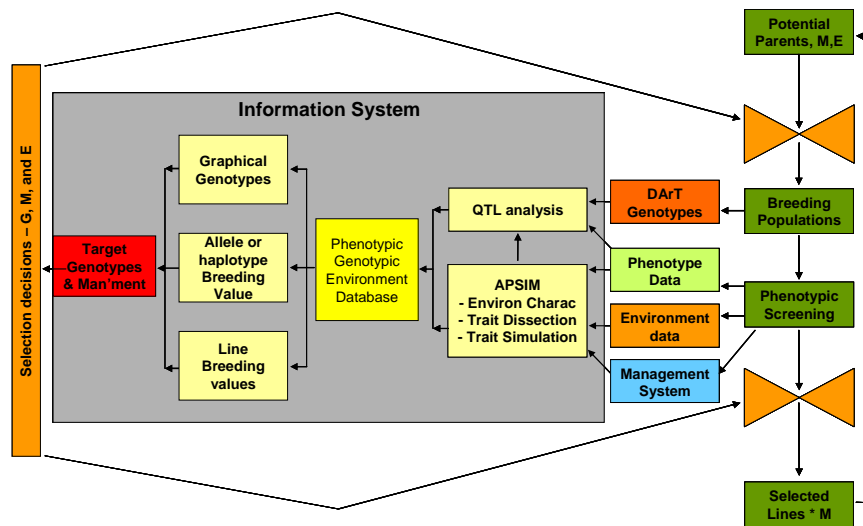 Potential
Parents, M,E
Selection decisions – G, M, and E
Information System
Graphical
Genotypes
Allele or
haplotype
Breeding
Value
Line
Breeding
values
Target
Genotypes
& Man'ment
Phenotypic
Genotypic
Environment
Database
QTL analysis
APSIM
- Environ Charac
- Trait Dissection
- Trait Simulation
DArT
Genotypes
Phenotype
Data
Environment
data
Management
System
Breeding
Populations
Phenotypic
Screening
Selected
Lines * M